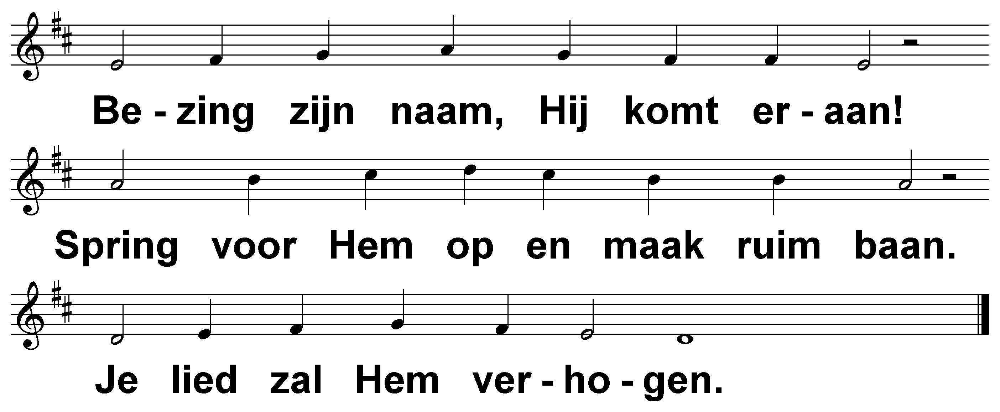 Be - zing zijn naam, Hij komt er - aan!
Spring voor Hem op en maak ruim baan.
Je lied zal Hem ver - ho - gen.